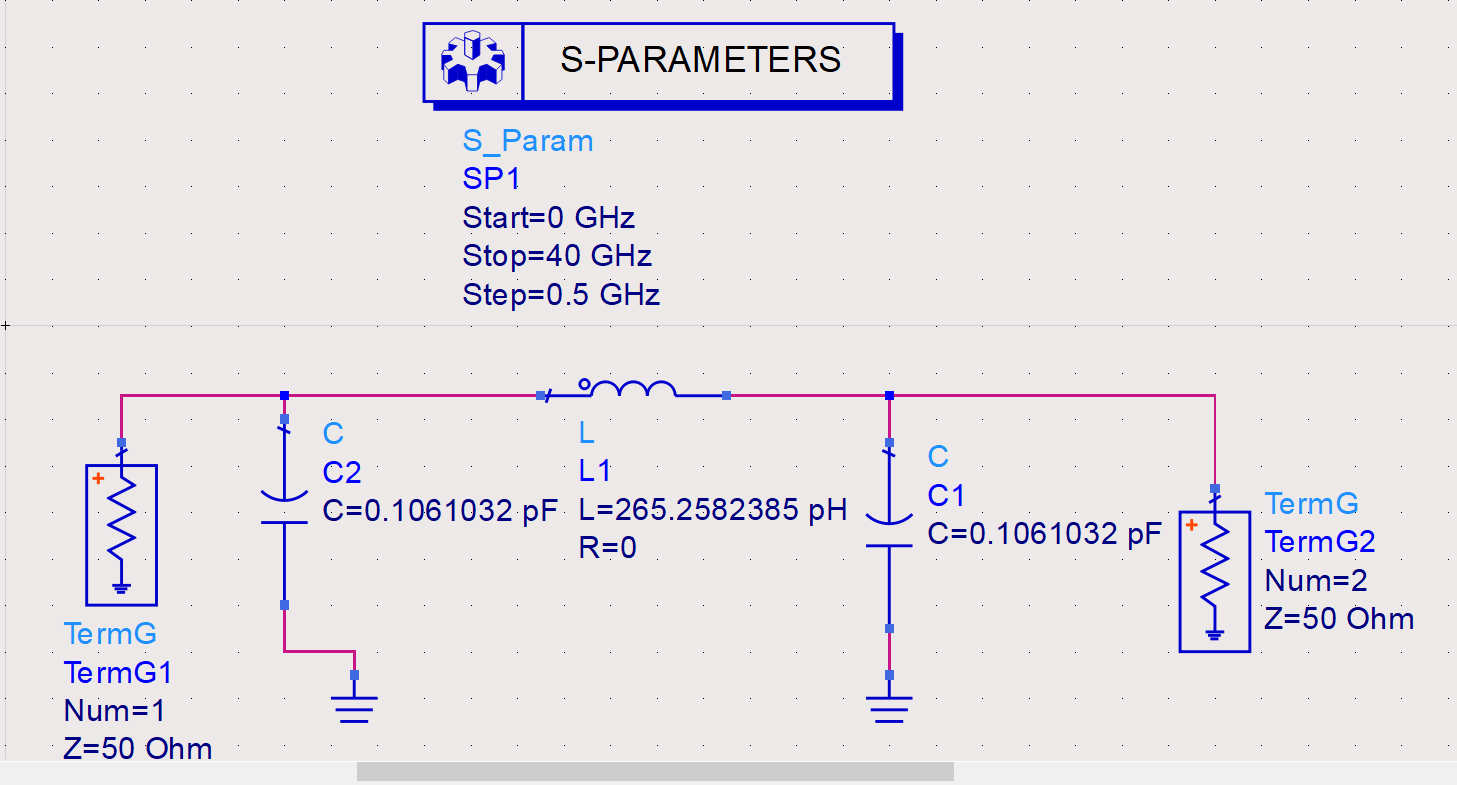 S-PARAMETERS
S_Param
SP1
Start=0 GHz
Stop=40 GHz
Step=0.5 GHz
C
C2
C=0.1061032 pF
L
L1
L=265.2582385 pH
R=0
C
C1
C=0.1061032 pF
TermG
TermG2
Num=2
Z=50 Ohm
TermG
TermG1
Num=1
Z=50 Ohm